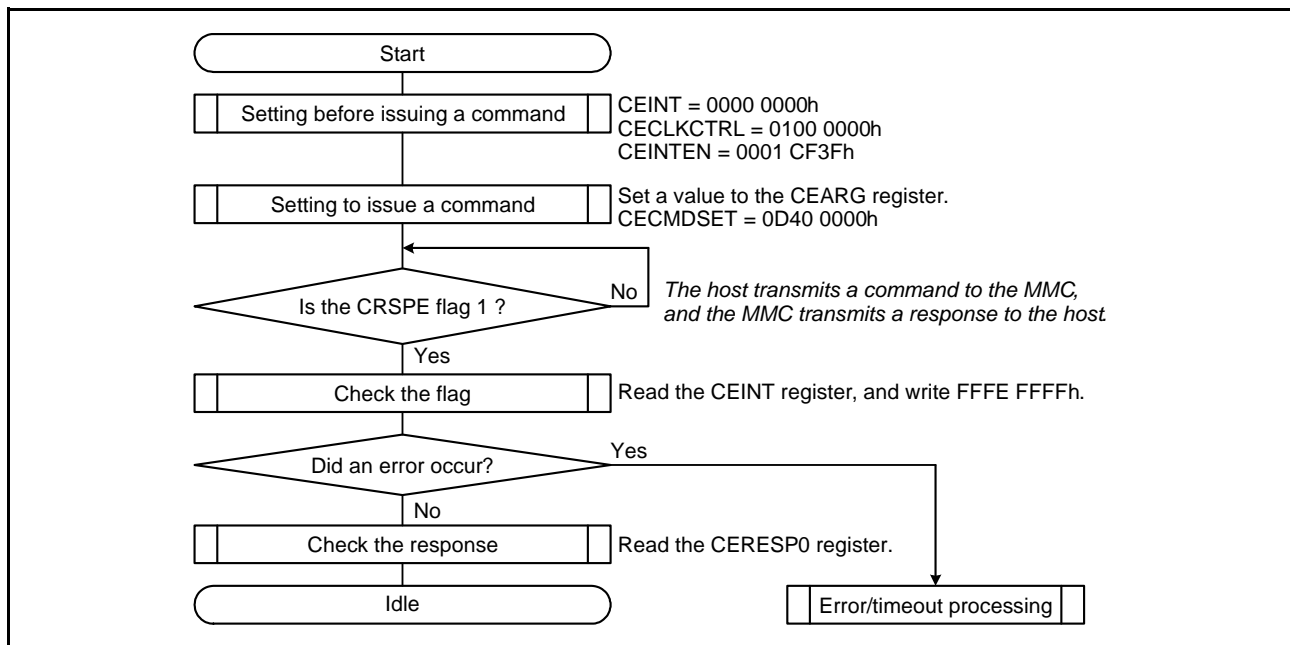 Start
Setting before issuing a command
CEINT = 0000 0000h
CECLKCTRL = 0100 0000h
CEINTEN = 0001 CF3Fh
Setting to issue a command
Set a value to the CEARG register.
CECMDSET = 0D40 0000h
Is the CRSPE flag 1 ?
No
The host transmits a command to the MMC,
and the MMC transmits a response to the host.
Yes
Check the flag
Read the CEINT register, and write FFFE FFFFh.
Did an error occur?
Yes
No
Check the response
Read the CERESP0 register.
Idle
Error/timeout processing